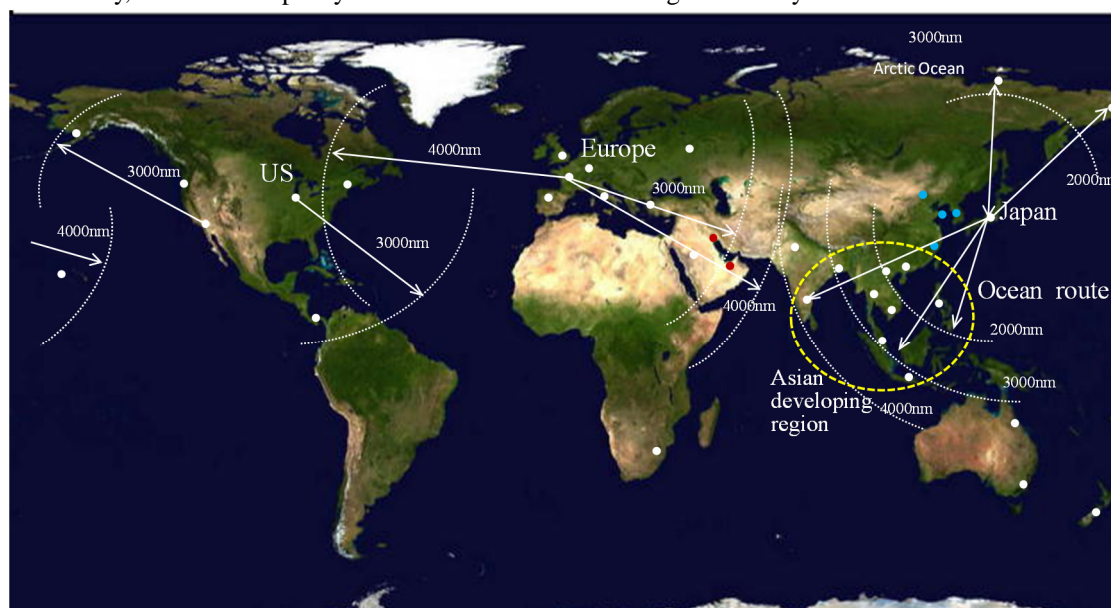 3000nm
Arctic Ocean
4000nm
Europe
3000nm
US
3000nm
2000nm
Japan
4000nm
3000nm
Ocean route
4000nm
2000nm
Asian
developing
region
3000nm
4000nm